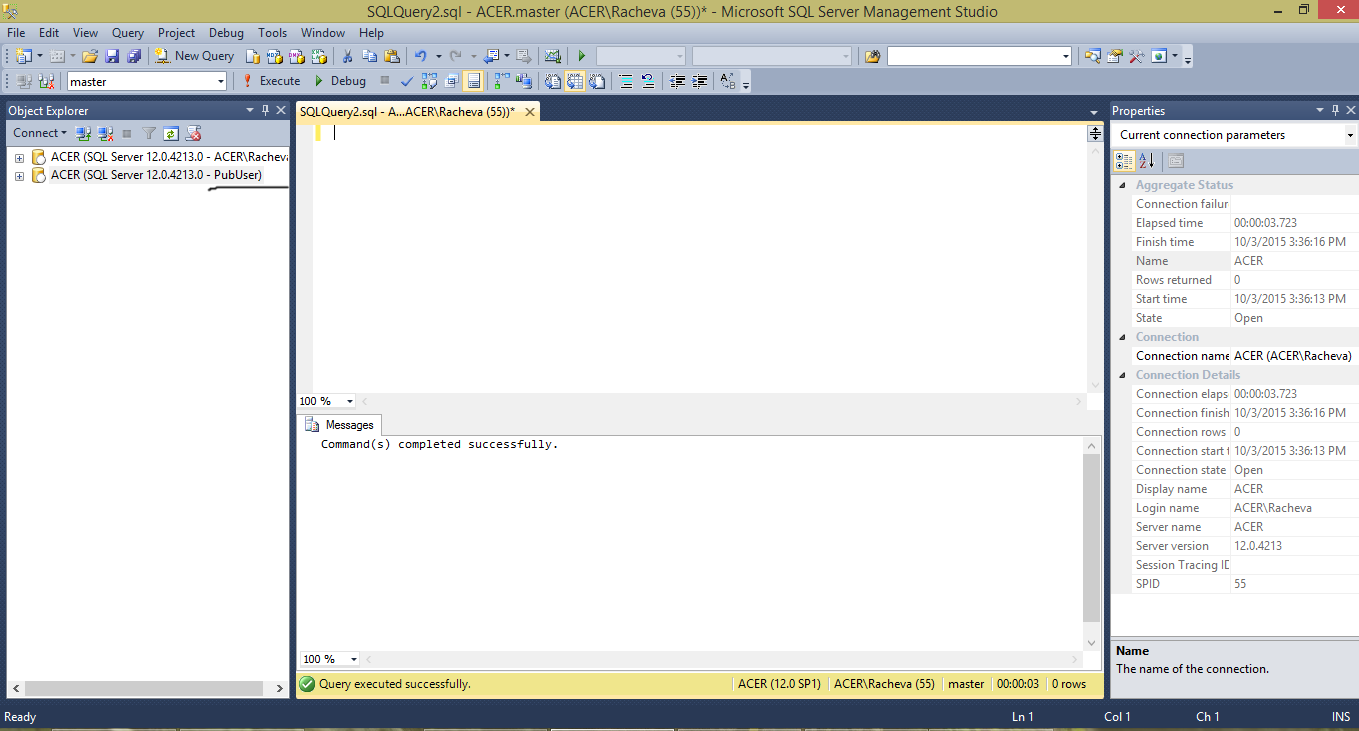 SQLQuery2.sql - ACER.master (ACER\Racheva (55))* - Microsoft SQL Server Management Studio
File Edit View Query Project Debug Tools Window Help
New Query
master Execute Debug
Object Explorer
Connect
ACER (SQL Server 12.0.4213.0 - ACER\Racheva
ACER (SQL Server 12.0.4213.0 - PubUser)
SQLQuery2.sql - A...ACER\Racheva (55))*
100 %
Messages
Command(s) completed successfully.
100 %
Query executed successfully. ACER (12.0 SP1) ACER\Racheva (55) master 00:00:03 0 rows
Properties
Current connection parameters
Aggregate Status
Connection failur
Elapsed time 00:00:03.723
Finish time 10/3/2015 3:36:16 PM
Name ACER
Rows returned 0
Start time 10/3/2015 3:36:13 PM
State Open
Connection
Connection name ACER (ACER\Racheva)
Connection Details
Connection elaps 00:00:03.723
Connection finish 10/3/2015 3:36:16 PM
Connection rows 0
Connection start t 10/3/2015 3:36:13 PM
Connection state Open
Display name ACER
Login name ACER\Racheva
Server name ACER
Server version 12.0.4213
Session Tracing ID
SPID 55
Name
The name of the connection.
Ready Ln 1 Col 1 Ch 1 INS